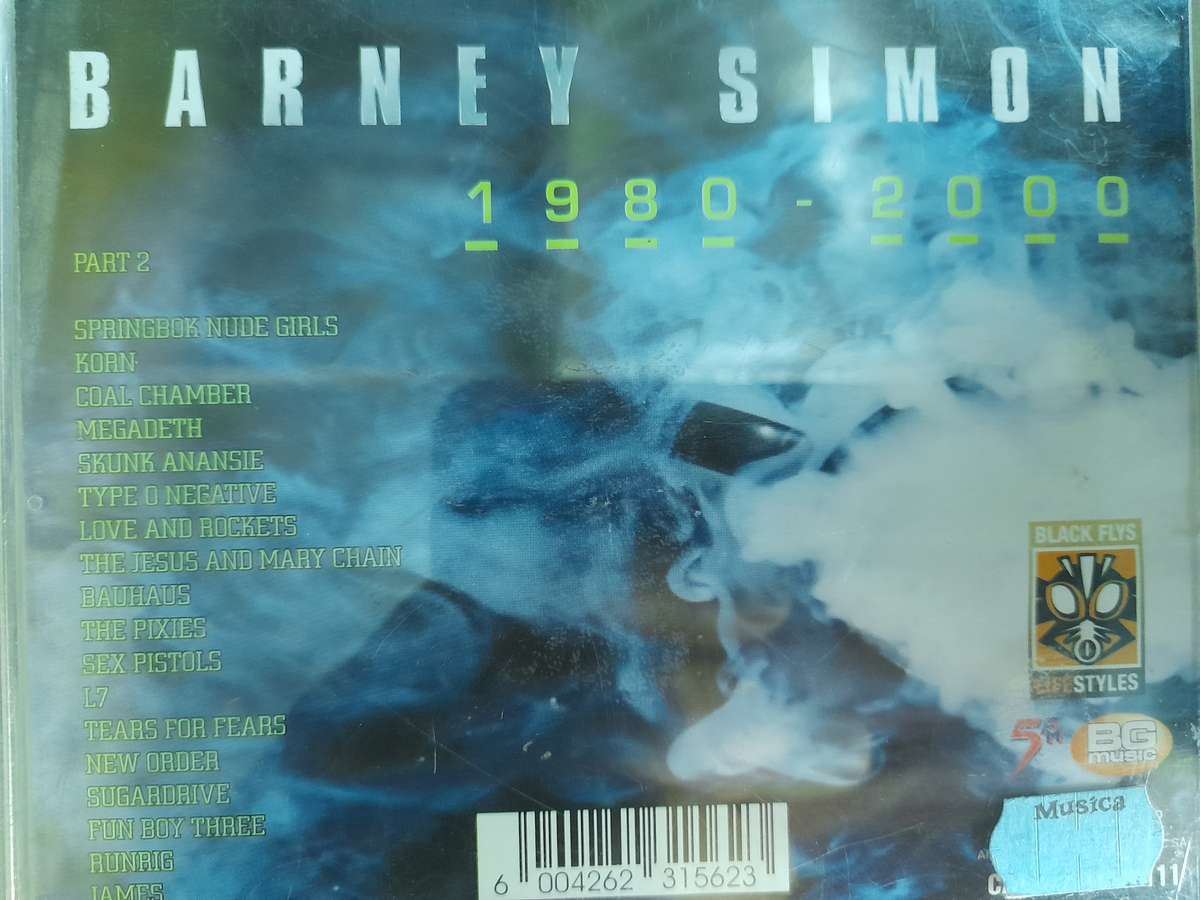 BARNEY SIMON
1980 - 2000
PART 2
SPRINGBOK NUDE GIRLS
KORN
COAL CHAMBER
MEGADETH
SKUNK ANANSIE
TYPE O NEGATIVE
LOVE AND ROCKETS
THE JESUS AND MARY CHAIN
BAUHAUS
THE PIXIES
SEX PISTOLS
L7
TEARS FOR FEARS
NEW ORDER
SUGARDRIVE
FUN BOY THREE
RUNRIG
JAMES
BLACK FLYS
LIFESTYLES
BG
music
Musica
6 004262 315623